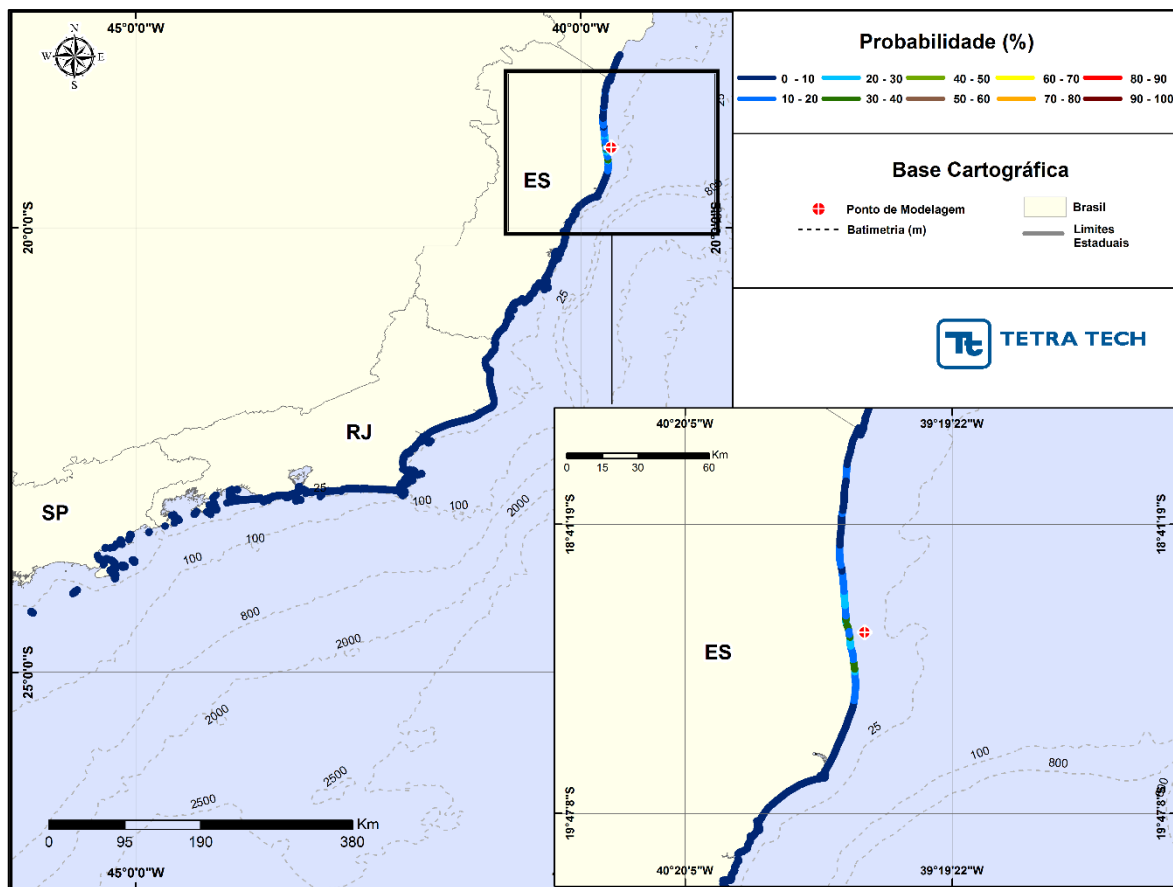 45°0'0"W
40°0'0"W
N
W
E
S
25
ES
800
20°0'0"S
20°0'0"S
25
RJ
25
100
100
100
2000
SP
100
100
800
2000
25°0'0"S
2000
2500
2500
2500
Km
0
95
190
380
45°0'0"W
Probabilidade (%)
0 - 10
20 - 30
40 - 50
60 - 70
80 - 90
10 - 20
30 - 40
50 - 60
70 - 80
90 - 100
Base Cartográfica
Ponto de Modelagem
Brasil
Batimetria (m)
Limites
Estaduais
Tt
TETRA TECH
40°20'5"W
39°19'22"W
Km
0
15
30
60
18°41'19"S
18°41'19"S
ES
25
100
800
19°47'8"S
19°47'8"S
40°20'5"W
39°19'22"W